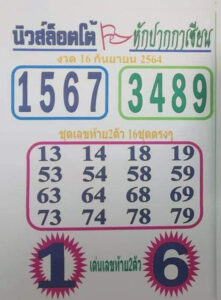 นิวส์ล็อตโต้ ทักปากกาเซียน
งวด 16 กันยายน 2564
1567 3489
ชุดเลขท้าย2ตัว 16ชุดตรงๆ
13 14 18 19
53 54 58 59
63 64 68 69
73 74 78 79
1 เด่นเลขท้าย2ตัว 6